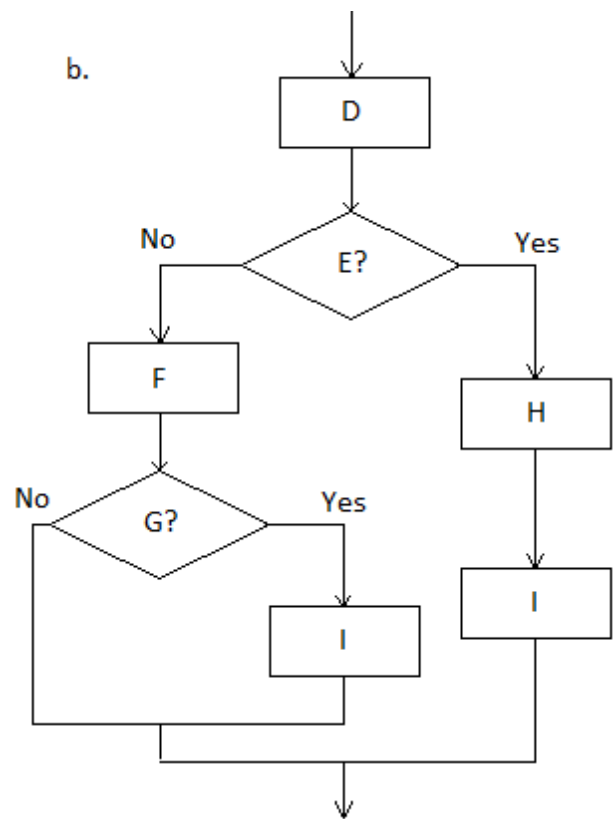 b.
D
No
E?
Yes
F
H
No
G?
Yes
I
I